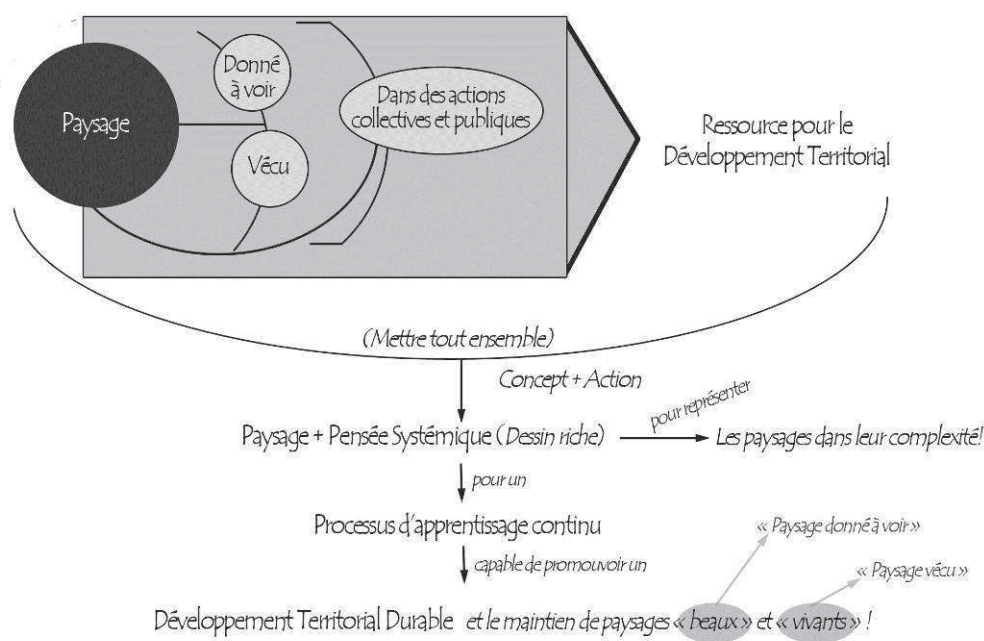 Paysage
Donné
à voir
Vécu
Dans des actions
collectives et publiques
Ressource pour le
Développement Territorial
(Mettre tout ensemble)
Concept + Action
Paysage + Pensée Systémique (Dessin riche)
pour représenter
Les paysages dans leur complexité!
pour un
Processus d'apprentissage continu
« Paysage donné à voir »
capable de promouvoir un
« Paysage vécu »
Développement Territorial Durable et le maintien de paysages « beaux » et « vivants » !